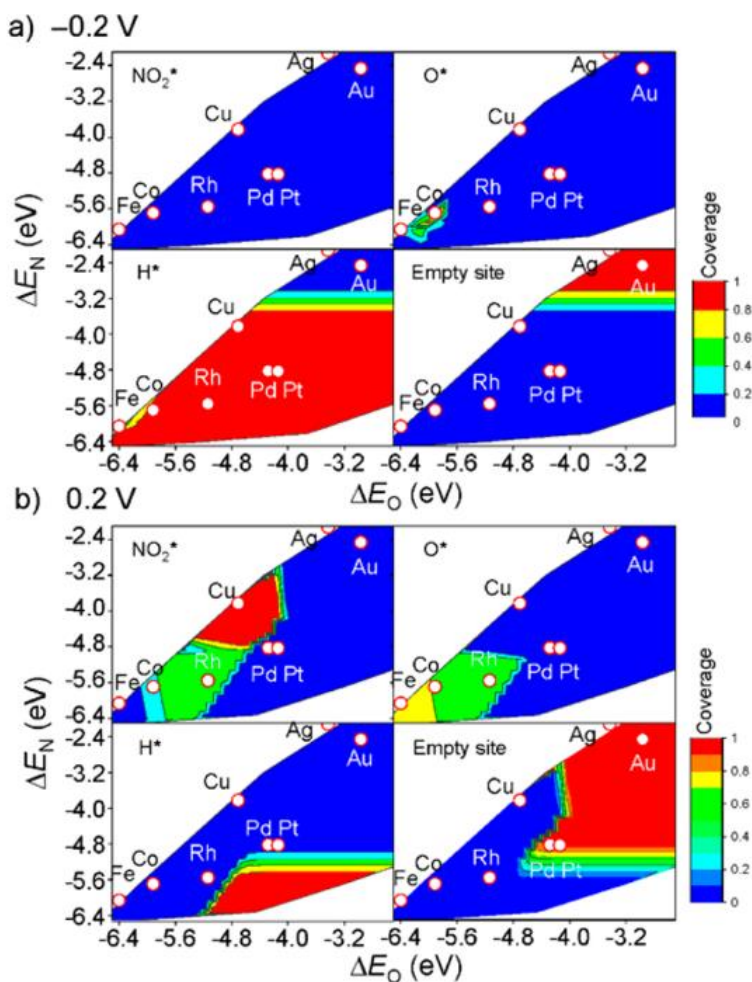 a) –0.2 V
-2.4
-3.2
-4.0
-4.8
-5.6
-6.4
NO2*
Ag
Au
Cu
Co
Fe
Rh
Pd Pt
O*
Ag
Au
Cu
Co
Fe
Rh
Pd Pt
ΔEN (eV)
-2.4
-3.2
-4.0
-4.8
-5.6
-6.4
H*
Ag
Au
Cu
Co
Fe
Rh
Pd Pt
Empty site
Ag
Au
Cu
Co
Fe
Rh
Pd Pt
Coverage
1
0.8
0.6
0.4
0.2
0
-6.4 -5.6 -4.8 -4.0 -3.2 -6.4 -5.6 -4.8 -4.0 -3.2
ΔEO (eV)
b) 0.2 V
-2.4
-3.2
-4.0
-4.8
-5.6
-6.4
NO2*
Ag
Au
Cu
Co
Fe
Rh
Pd Pt
O*
Ag
Au
Cu
Co
Fe
Rh
Pd Pt
ΔEN (eV)
-2.4
-3.2
-4.0
-4.8
-5.6
-6.4
H*
Ag
Au
Cu
Co
Fe
Rh
Pd Pt
Empty site
Ag
Au
Cu
Co
Fe
Rh
Pd Pt
Coverage
1
0.8
0.6
0.4
0.2
0
-6.4 -5.6 -4.8 -4.0 -3.2 -6.4 -5.6 -4.8 -4.0 -3.2
ΔEO (eV)